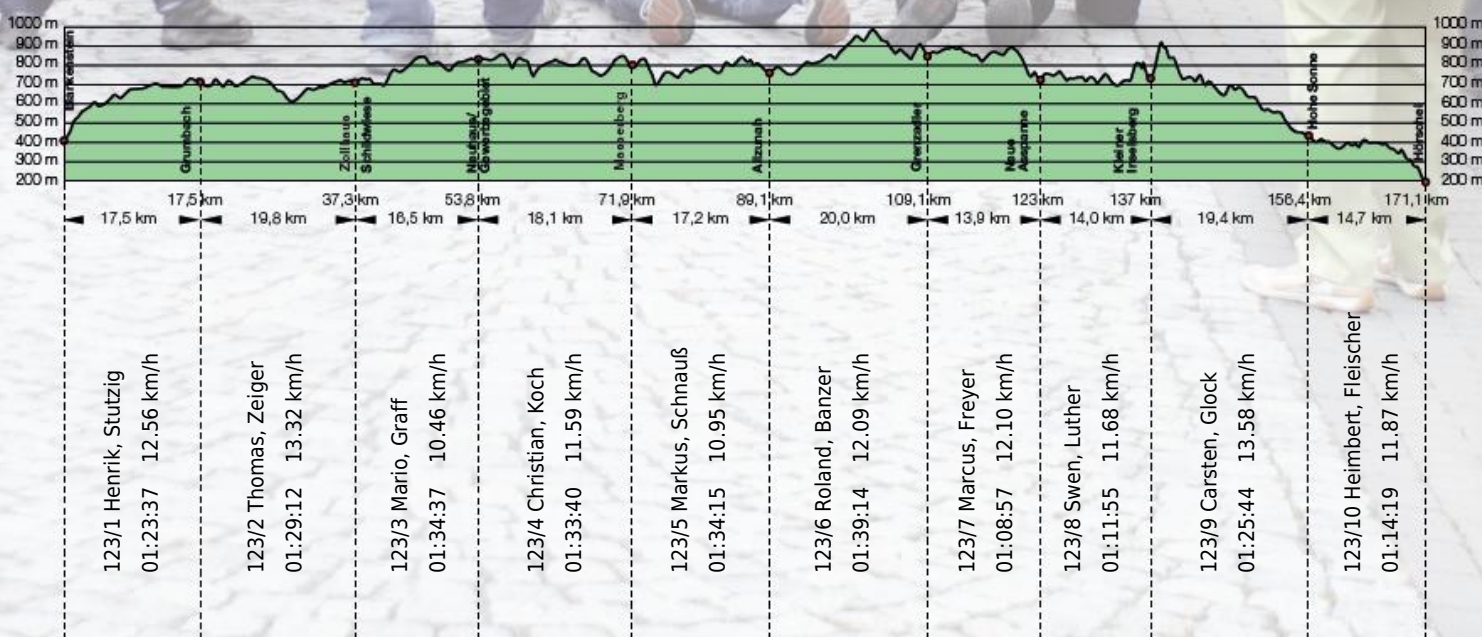 1000 m
900 m
800 m
700 m
600 m
500 m
400 m
300 m
200 m
1000 m
900 m
800 m
700 m
600 m
500 m
400 m
300 m
200 m
Blankenstein
Grumbach
Zollhaus
Schildwiese
Neuhaus/
Masserberg
Allzunah
Grenzadler
Neue
Ausspanne
Kleiner
Inselsberg
Hohe Sonne
Hörschel
17,5 km
37,3 km
53,8 km
71,9 km
89,1 km
109,1 km
123 km
137 km
156,4 km
171,1 km
17,5 km
19,8 km
16,5 km
18,1 km
17,2 km
20,0 km
13,9 km
14,0 km
19,4 km
14,7 km
123/1 Henrik, Stutzig
01:23:37 12.56 km/h
123/2 Thomas, Zeiger
01:29:12 13.32 km/h
123/3 Mario, Graff
01:34:37 10.46 km/h
123/4 Christian, Koch
01:33:40 11.59 km/h
123/5 Markus, Schnauß
01:34:15 10.95 km/h
123/6 Roland, Banzer
01:39:14 12.09 km/h
123/7 Marcus, Freyer
01:08:57 12.10 km/h
123/8 Swen, Luther
01:11:55 11.68 km/h
123/9 Carsten, Glock
01:25:44 13.58 km/h
123/10 Heimbert, Fleischer
01:14:19 11.87 km/h